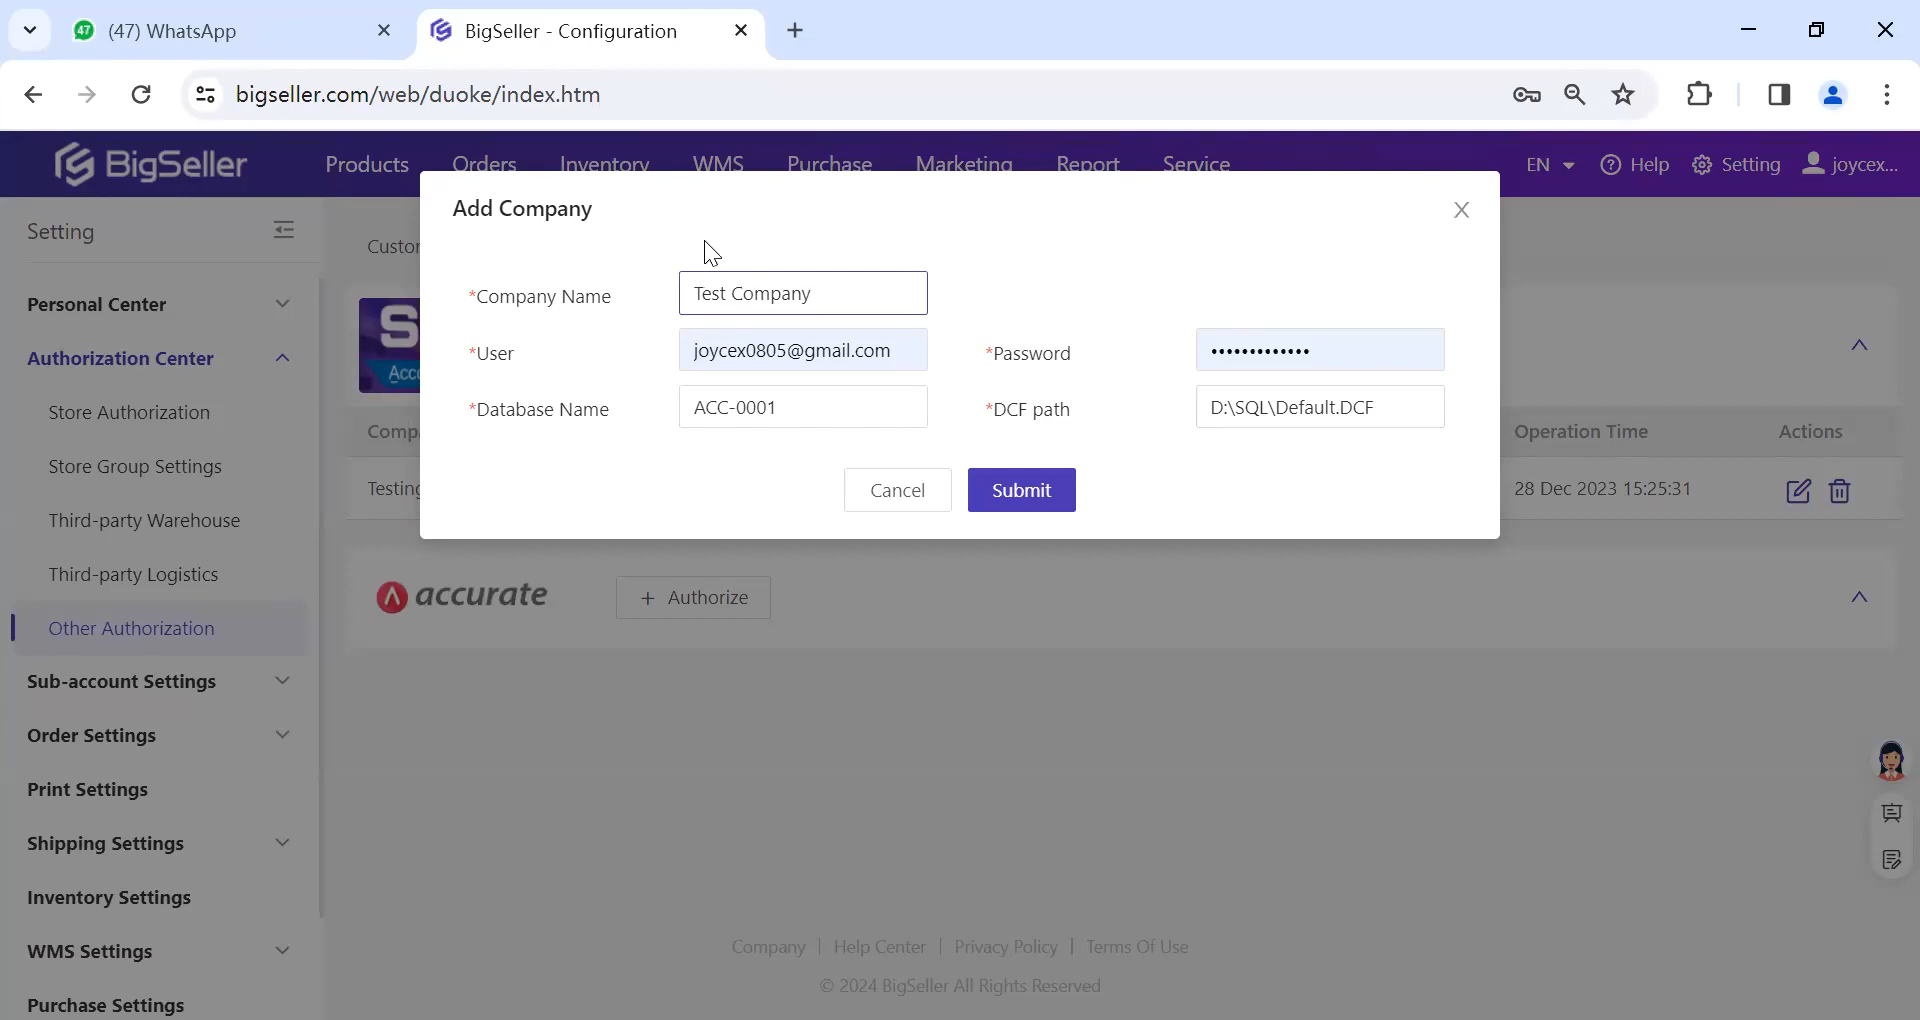 47
(47) WhatsApp
BigSeller - Configuration
bigseller.com/web/duoke/index.htm
BigSeller
Products
Orders
Inventory
WMS
Purchase
Marketing
Report
Service
EN
Help
Setting
joycex...
Setting
Personal Center
Authorization Center
Store Authorization
Store Group Settings
Third-party Warehouse
Third-party Logistics
Other Authorization
Sub-account Settings
Order Settings
Print Settings
Shipping Settings
Inventory Settings
WMS Settings
Purchase Settings
Custor
S
Acco
Comp
Operation Time
Actions
Testing
28 Dec 2023 15:25:31
Add Company
*Company Name
Test Company
*User
joycex0805@gmail.com
*Password
•••••••••••••
*Database Name
ACC-0001
*DCF path
D:\SQL\Default.DCF
Cancel
Submit
accurate
+ Authorize
Company | Help Center | Privacy Policy | Terms Of Use
© 2024 BigSeller All Rights Reserved